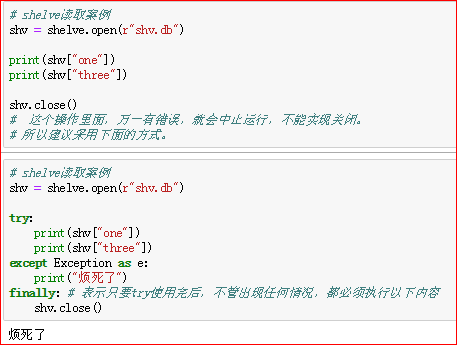 # shelve读取案例
shv = shelve.open(r"shv.db")
print(shv["one"])
print(shv["three"])
shv.close()
# 这个操作里面，万一有错误，就会中止运行，不能实现关闭。
# 所以建议采用下面的方式。
# shelve读取案例
shv = shelve.open(r"shv.db")
try:
print(shv["one"])
print(shv["three"])
except Exception as e:
print("烦死了")
finally: # 表示只要try使用完后，不管出现任何情况，都必须执行以下内容
shv.close()
烦死了